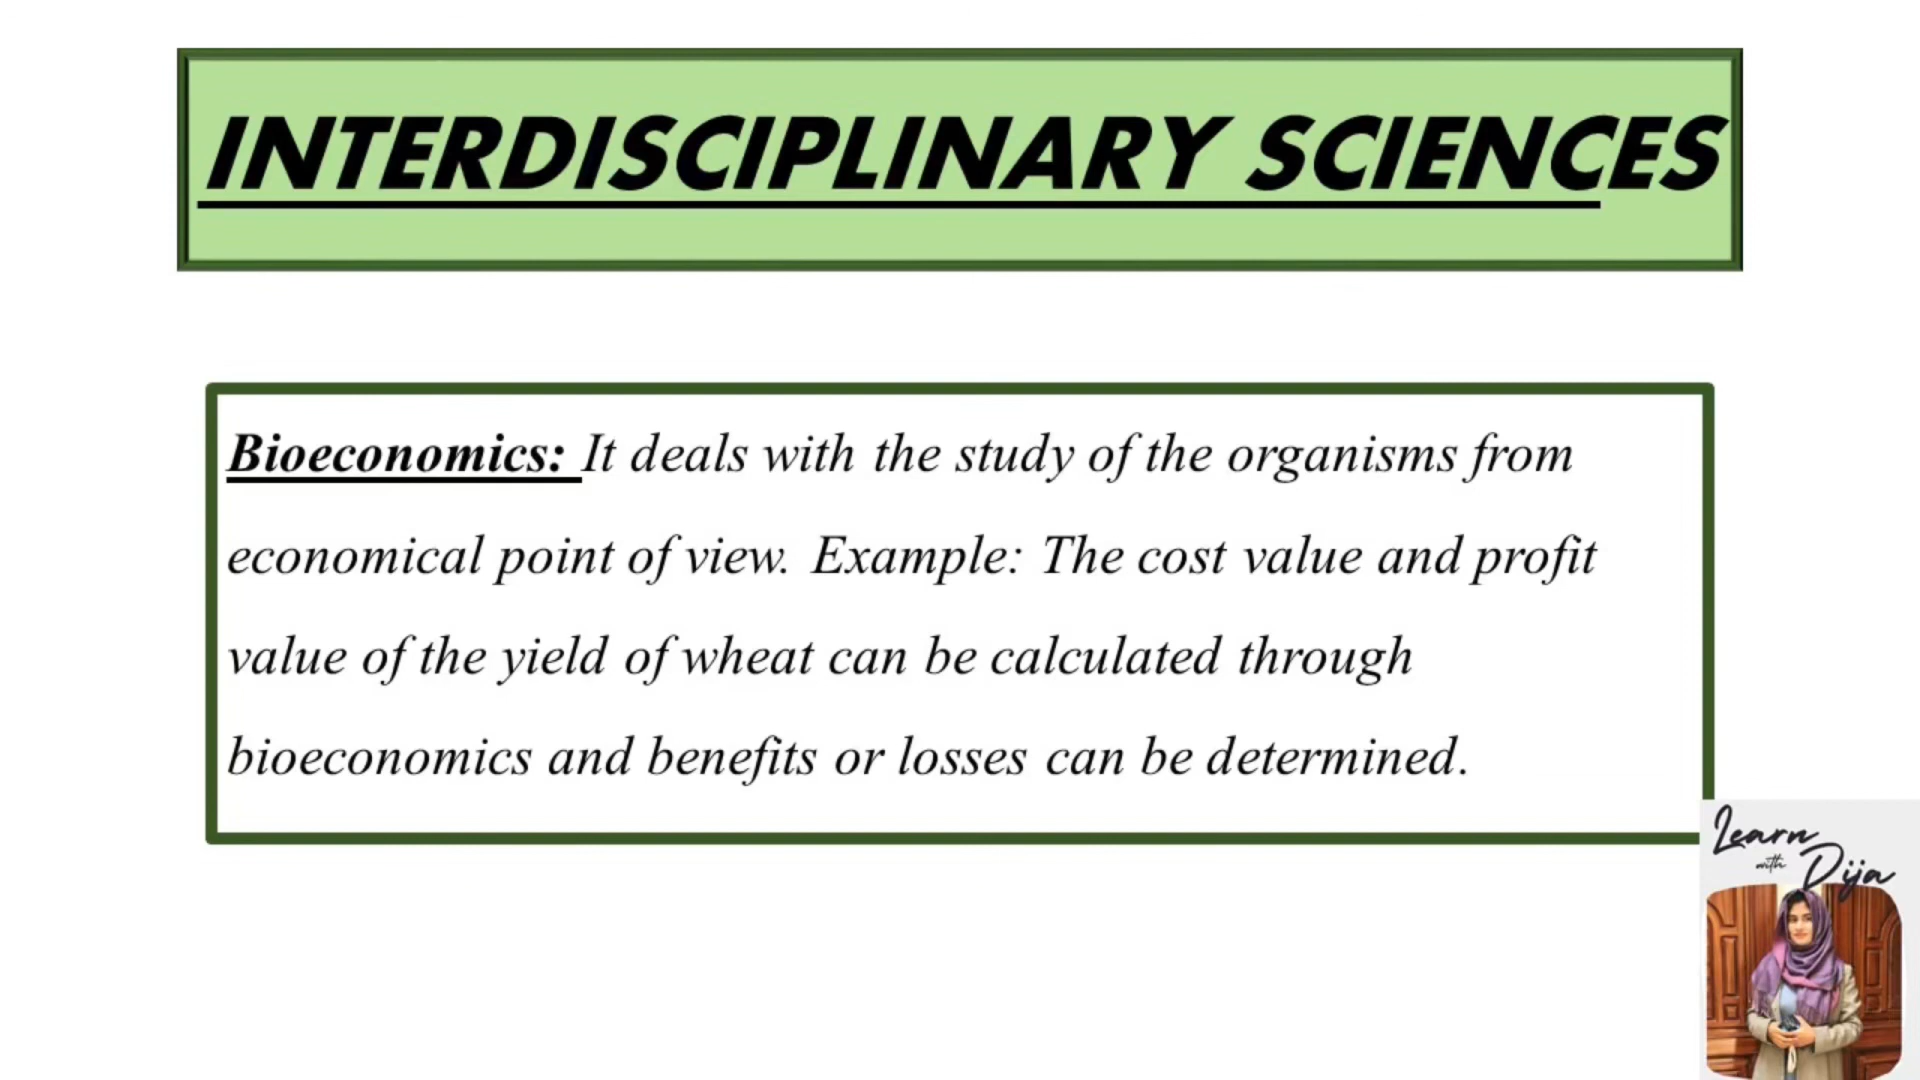 INTERDISCIPLINARY SCIENCES
Bioeconomics: It deals with the study of the organisms from
economical point of view. Example: The cost value and profit
value of the yield of wheat can be calculated through
bioeconomics and benefits or losses can be determined.
Learn
with
Dija